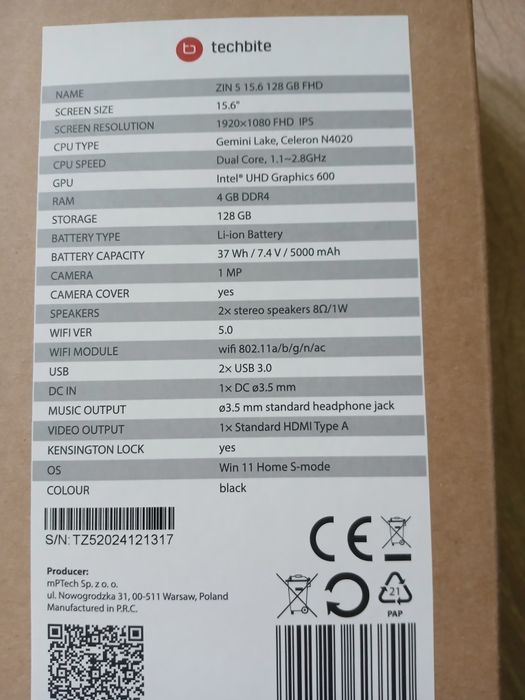 techbite
NAME ZIN 5 15.6 128 GB FHD
SCREEN SIZE 15.6"
SCREEN RESOLUTION 1920×1080 FHD IPS
CPU TYPE Gemini Lake, Celeron N4020
CPU SPEED Dual Core, 1.1~2.8GHz
GPU Intel® UHD Graphics 600
RAM 4 GB DDR4
STORAGE 128 GB
BATTERY TYPE Li-ion Battery
BATTERY CAPACITY 37 Wh / 7.4 V / 5000 mAh
CAMERA 1 MP
CAMERA COVER yes
SPEAKERS 2× stereo speakers 8Ω/1W
WIFI VER 5.0
WIFI MODULE wifi 802.11a/b/g/n/ac
USB 2× USB 3.0
DC IN 1× DC ø3.5 mm
MUSIC OUTPUT ø3.5 mm standard headphone jack
VIDEO OUTPUT 1× Standard HDMI Type A
KENSINGTON LOCK yes
OS Win 11 Home S-mode
COLOUR black
S/N: TZ52024121317
CE
Producer:
mPTech Sp. z o. o.
ul. Nowogrodzka 31, 00-511 Warsaw, Poland
Manufactured in P.R.C.
21
PAP